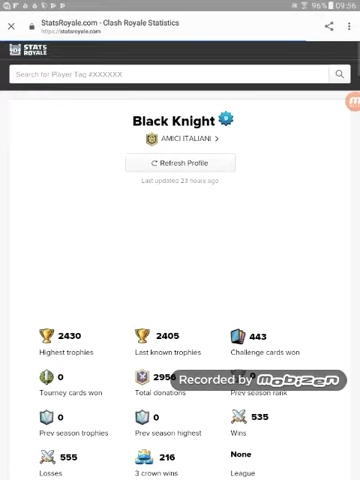 96% 09:56
StatsRoyale.com - Clash Royale Statistics
https://statsroyale.com
STATS
ROYALE
Search for Player Tag #XXXXXX
Black Knight
AMICI ITALIANI >
Refresh Profile
Last updated 23 hours ago
2430 2405 443
Highest trophies Last known trophies Challenge cards won
0 2956 0
Tourney cards won Total donations Prev season rank
Recorded by MOBIZEN
0 0 535
Prev season trophies Prev season highest Wins
555 216 None
Losses 3 crown wins League